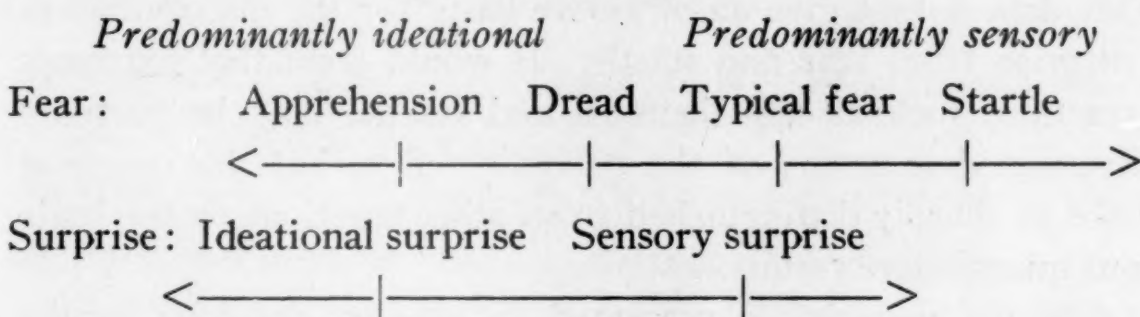 Predominantly ideational Predominantly sensory
Fear: Apprehension Dread Typical fear Startle
Surprise: Ideational surprise Sensory surprise